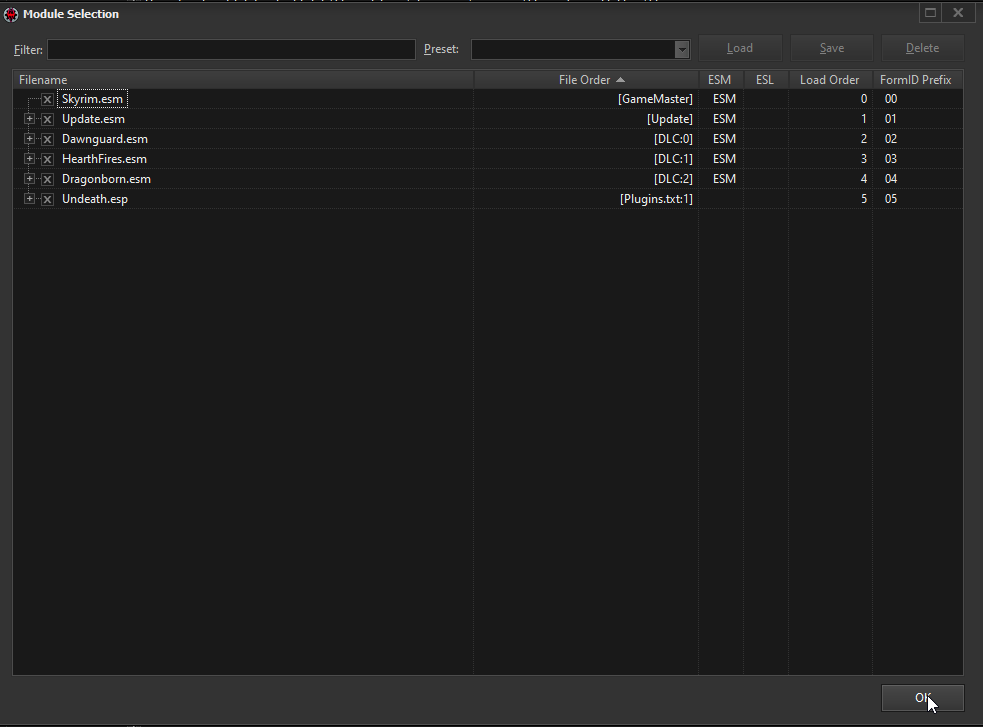 Module Selection
Filter: Preset: Load Save Delete
Filename File Order ESM ESL Load Order FormID Prefix
Skyrim.esm [GameMaster] ESM 0 00
Update.esm [Update] ESM 1 01
Dawnguard.esm [DLC:0] ESM 2 02
HearthFires.esm [DLC:1] ESM 3 03
Dragonborn.esm [DLC:2] ESM 4 04
Undeath.esp [Plugins.txt:1] 5 05
OK